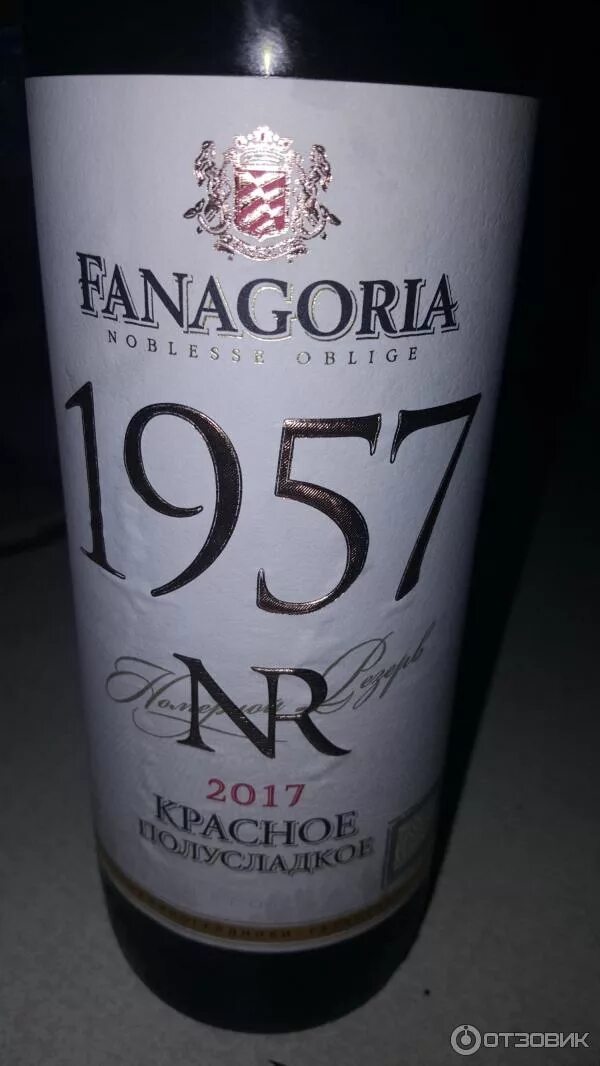 FANAGORIA
NOBLESSE OBLIGE
1957
Номерной Резерв
NR
2017
КРАСНОЕ
ПОЛУСЛАДКОЕ
ОТЗОВИК